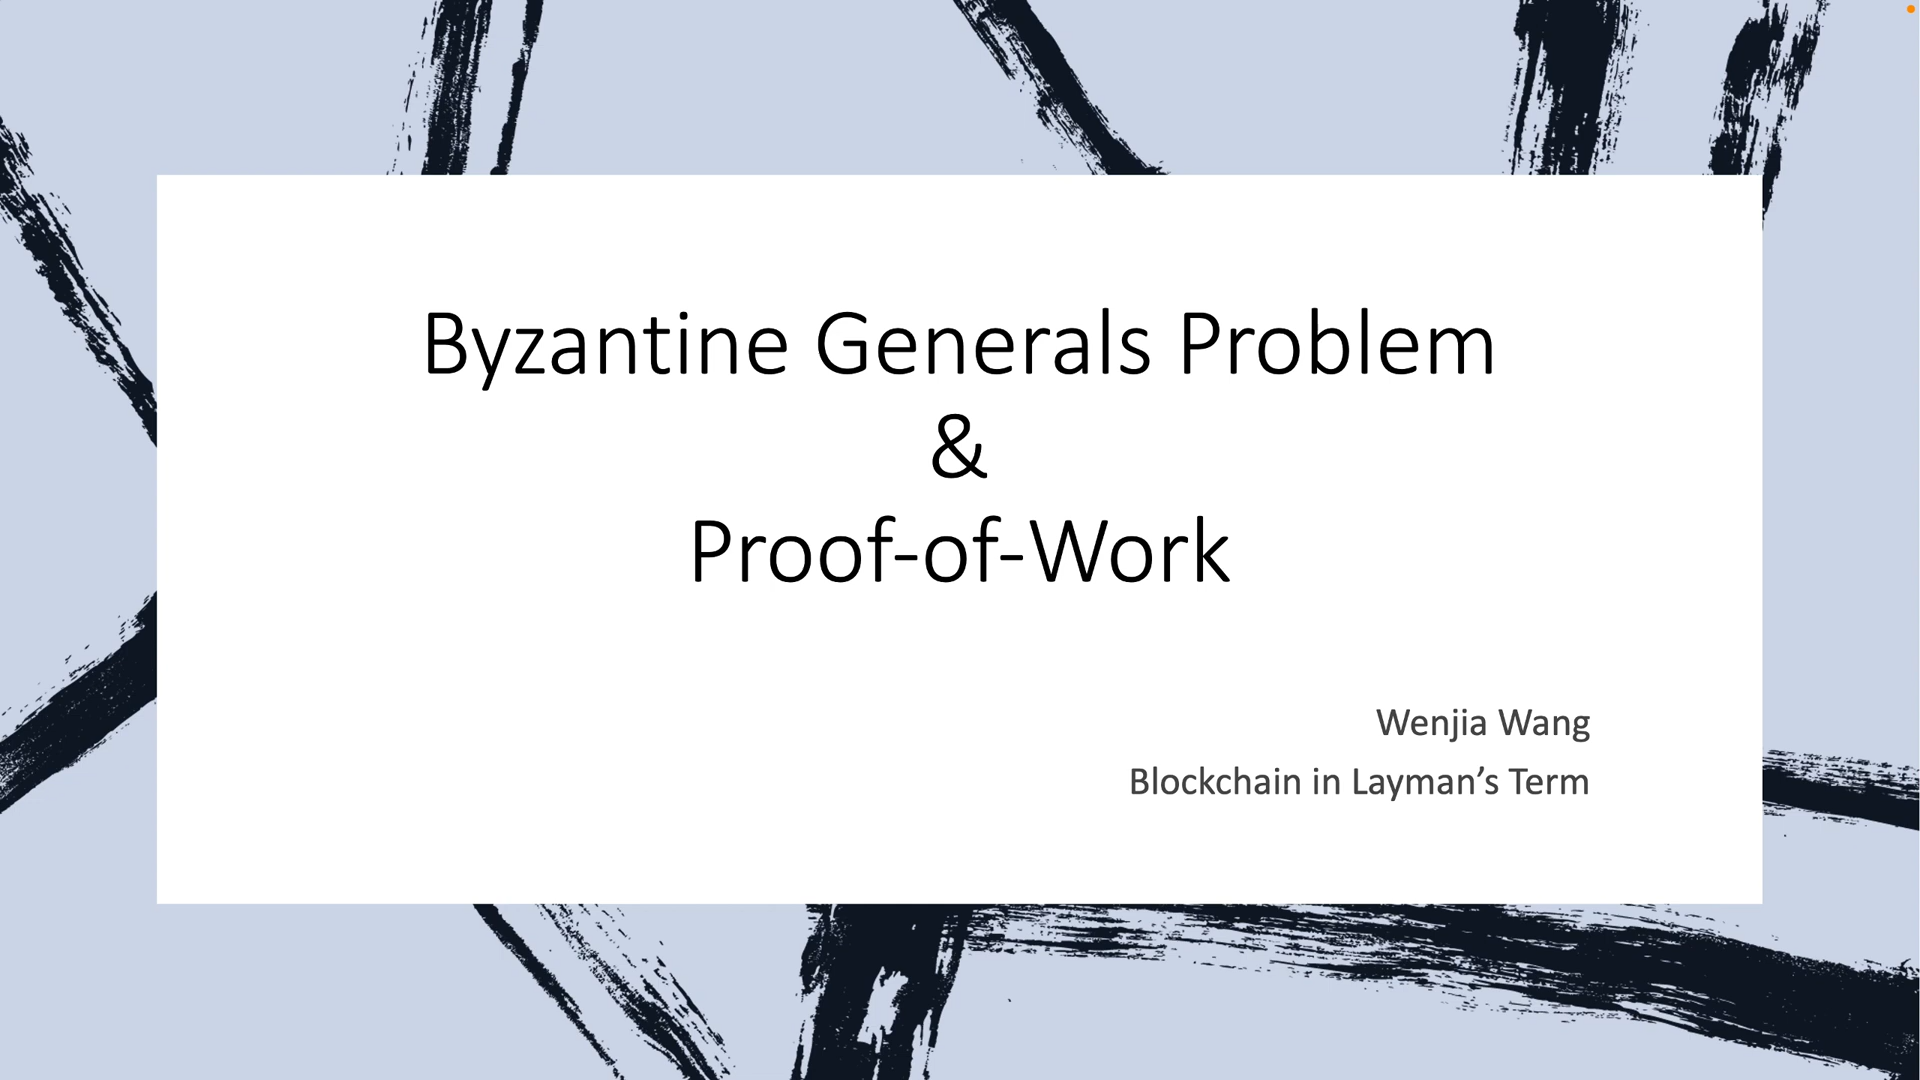 Byzantine Generals Problem
&
Proof-of-Work
Wenjia Wang
Blockchain in Layman’s Term